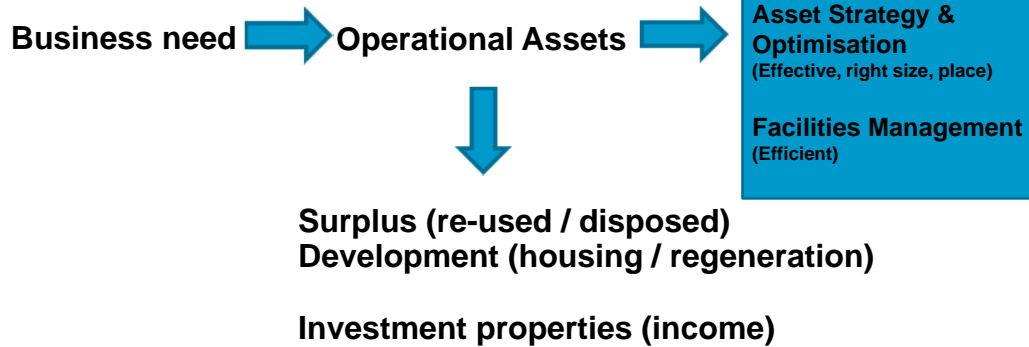 Business need
Operational Assets
Asset Strategy &
Optimisation
(Effective, right size, place)
Facilities Management
(Efficient)
Surplus (re-used / disposed)
Development (housing / regeneration)
Investment properties (income)